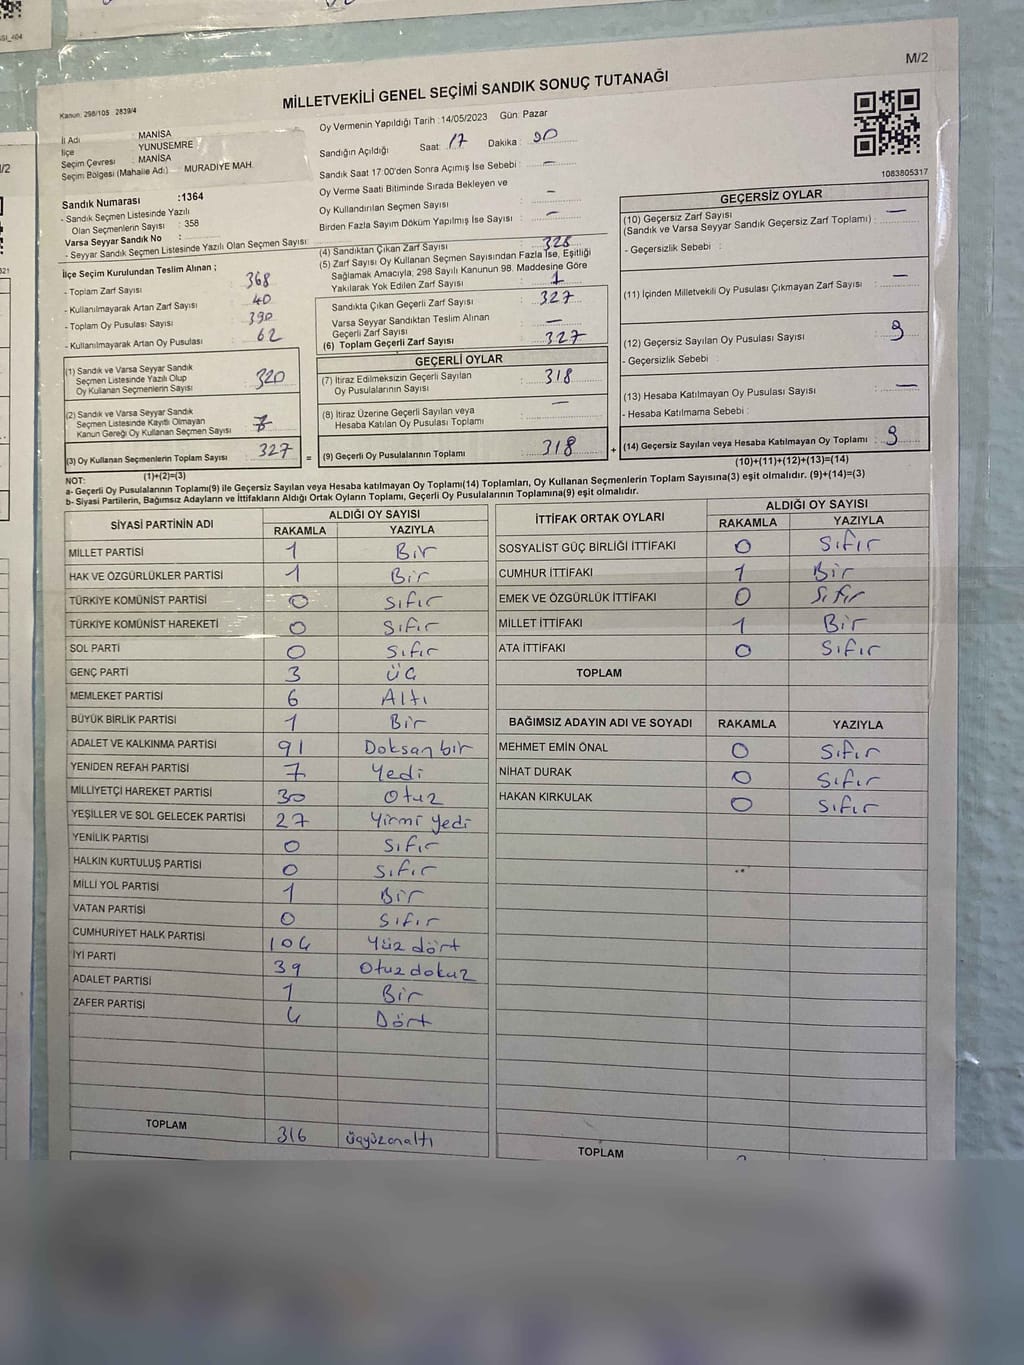 M/2
MİLLETVEKİLİ GENEL SEÇİMİ SANDIK SONUÇ TUTANAĞI
Kanun: 298/105 2839/4
İl Adı : MANİSA
İlçe : YUNUSEMRE
Seçim Çevresi : MANİSA
Seçim Bölgesi (Mahalle Adı) : MURADİYE MAH.
Sandık Numarası :1364
- Sandık Seçmen Listesinde Yazılı
Olan Seçmenlerin Sayısı : 358
Varsa Seyyar Sandık No :
- Seyyar Sandık Seçmen Listesinde Yazılı Olan Seçmen Sayısı :
Oy Vermenin Yapıldığı Tarih :14/05/2023 Gün: Pazar
Sandığın Açıldığı Saat: 17 Dakika :
Sandık Saat 17:00'den Sonra Açımış İse Sebebi : —
Oy Verme Saati Bitiminde Sırada Bekleyen ve
Oy Kullandırılan Seçmen Sayısı : —
Birden Fazla Sayım Döküm Yapılmış İse Sayısı : —
1083805317
İlçe Seçim Kurulundan Teslim Alınan ;
- Toplam Zarf Sayısı : 368
- Kullanılmayarak Artan Zarf Sayısı : 40
- Toplam Oy Pusulası Sayısı : 390
- Kullanılmayarak Artan Oy Pusulası : 62
(1) Sandık ve Varsa Seyyar Sandık
Seçmen Listesinde Yazılı Olup
Oy Kullanan Seçmenlerin Sayısı : 320
(2) Sandık ve Varsa Seyyar Sandık
Seçmen Listesinde Kayıtlı Olmayan
Kanun Gereği Oy Kullanan Seçmen Sayısı : 7
(3) Oy Kullanan Seçmenlerin Toplam Sayısı : 327
(1)+(2)=(3)
(4) Sandıktan Çıkan Zarf Sayısı : 328
(5) Zarf Sayısı Oy Kullanan Seçmen Sayısından Fazla İse, Eşitliği
Sağlamak Amacıyla; 298 Sayılı Kanunun 98. Maddesine Göre
Yakılarak Yok Edilen Zarf Sayısı : 1
Sandıkta Çıkan Geçerli Zarf Sayısı : 327
Varsa Seyyar Sandıktan Teslim Alınan
Geçerli Zarf Sayısı : —
(6) Toplam Geçerli Zarf Sayısı : 327
GEÇERLİ OYLAR
(7) İtiraz Edilmeksizin Geçerli Sayılan
Oy Pusulalarının Sayısı : 318
(8) İtiraz Üzerine Geçerli Sayılan veya
Hesaba Katılan Oy Pusulası Toplamı : —
= (9) Geçerli Oy Pusulalarının Toplamı : 318
GEÇERSİZ OYLAR
(10) Geçersiz Zarf Sayısı
(Sandık ve Varsa Seyyar Sandık Geçersiz Zarf Toplamı) : —
- Geçersizlik Sebebi :
(11) İçinden Milletvekili Oy Pusulası Çıkmayan Zarf Sayısı : —
(12) Geçersiz Sayılan Oy Pusulası Sayısı : 9
- Geçersizlik Sebebi :
(13) Hesaba Katılmayan Oy Pusulası Sayısı : —
- Hesaba Katılmama Sebebi :
+ (14) Geçersiz Sayılan veya Hesaba Katılmayan Oy Toplamı : 9
(10)+(11)+(12)+(13)=(14)
NOT:
a- Geçerli Oy Pusulalarının Toplamı(9) ile Geçersiz Sayılan veya Hesaba katılmayan Oy Toplamı(14) Toplamları, Oy Kullanan Seçmenlerin Toplam Sayısına(3) eşit olmalıdır. (9)+(14)=(3)
b- Siyasi Partilerin, Bağımsız Adayların ve İttifakların Aldığı Ortak Oyların Toplamı, Geçerli Oy Pusulalarının Toplamına(9) eşit olmalıdır.
SİYASİ PARTİNİN ADI ALDIĞI OY SAYISI
RAKAMLA YAZIYLA
MİLLET PARTİSİ 1 Bir
HAK VE ÖZGÜRLÜKLER PARTİSİ 1 Bir
TÜRKİYE KOMÜNİST PARTİSİ 0 Sıfır
TÜRKİYE KOMÜNİST HAREKETİ 0 Sıfır
SOL PARTİ 0 Sıfır
GENÇ PARTİ 3 ÜÇ
MEMLEKET PARTİSİ 6 Altı
BÜYÜK BİRLİK PARTİSİ 1 Bir
ADALET VE KALKINMA PARTİSİ 91 Doksan bir
YENİDEN REFAH PARTİSİ 7 Yedi
MİLLİYETÇİ HAREKET PARTİSİ 30 Otuz
YEŞİLLER VE SOL GELECEK PARTİSİ 27 Yirmi yedi
YENİLİK PARTİSİ 0 Sıfır
HALKIN KURTULUŞ PARTİSİ 0 Sıfır
MİLLİ YOL PARTİSİ 1 Bir
VATAN PARTİSİ 0 Sıfır
CUMHURİYET HALK PARTİSİ 104 Yüz dört
İYİ PARTİ 39 Otuz dokuz
ADALET PARTİSİ 1 Bir
ZAFER PARTİSİ 4 Dört
TOPLAM 316 üçyüzonaltı
İTTİFAK ORTAK OYLARI ALDIĞI OY SAYISI
RAKAMLA YAZIYLA
SOSYALİST GÜÇ BİRLİĞİ İTTİFAKI 0 Sıfır
CUMHUR İTTİFAKI 1 Bir
EMEK VE ÖZGÜRLÜK İTTİFAKI 0 Sıfır
MİLLET İTTİFAKI 1 Bir
ATA İTTİFAKI 0 Sıfır
TOPLAM
BAĞIMSIZ ADAYIN ADI VE SOYADI RAKAMLA YAZIYLA
MEHMET EMİN ÖNAL 0 Sıfır
NİHAT DURAK 0 Sıfır
HAKAN KIRKULAK 0 Sıfır
TOPLAM